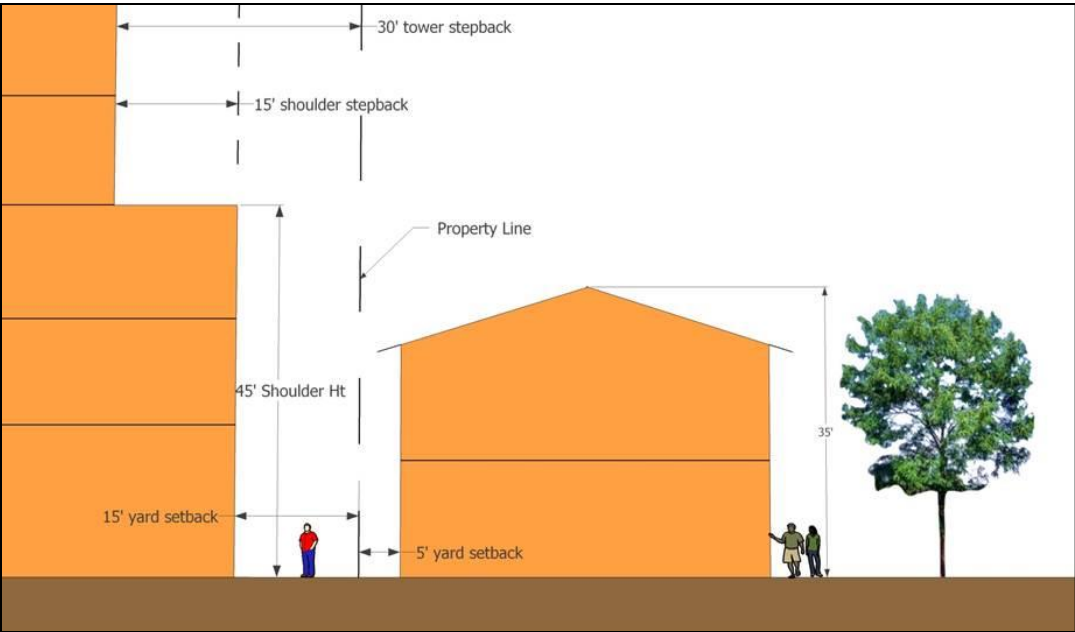 30' tower stepback
15' shoulder stepback
Property Line
45' Shoulder Ht
35'
15' yard setback
5' yard setback